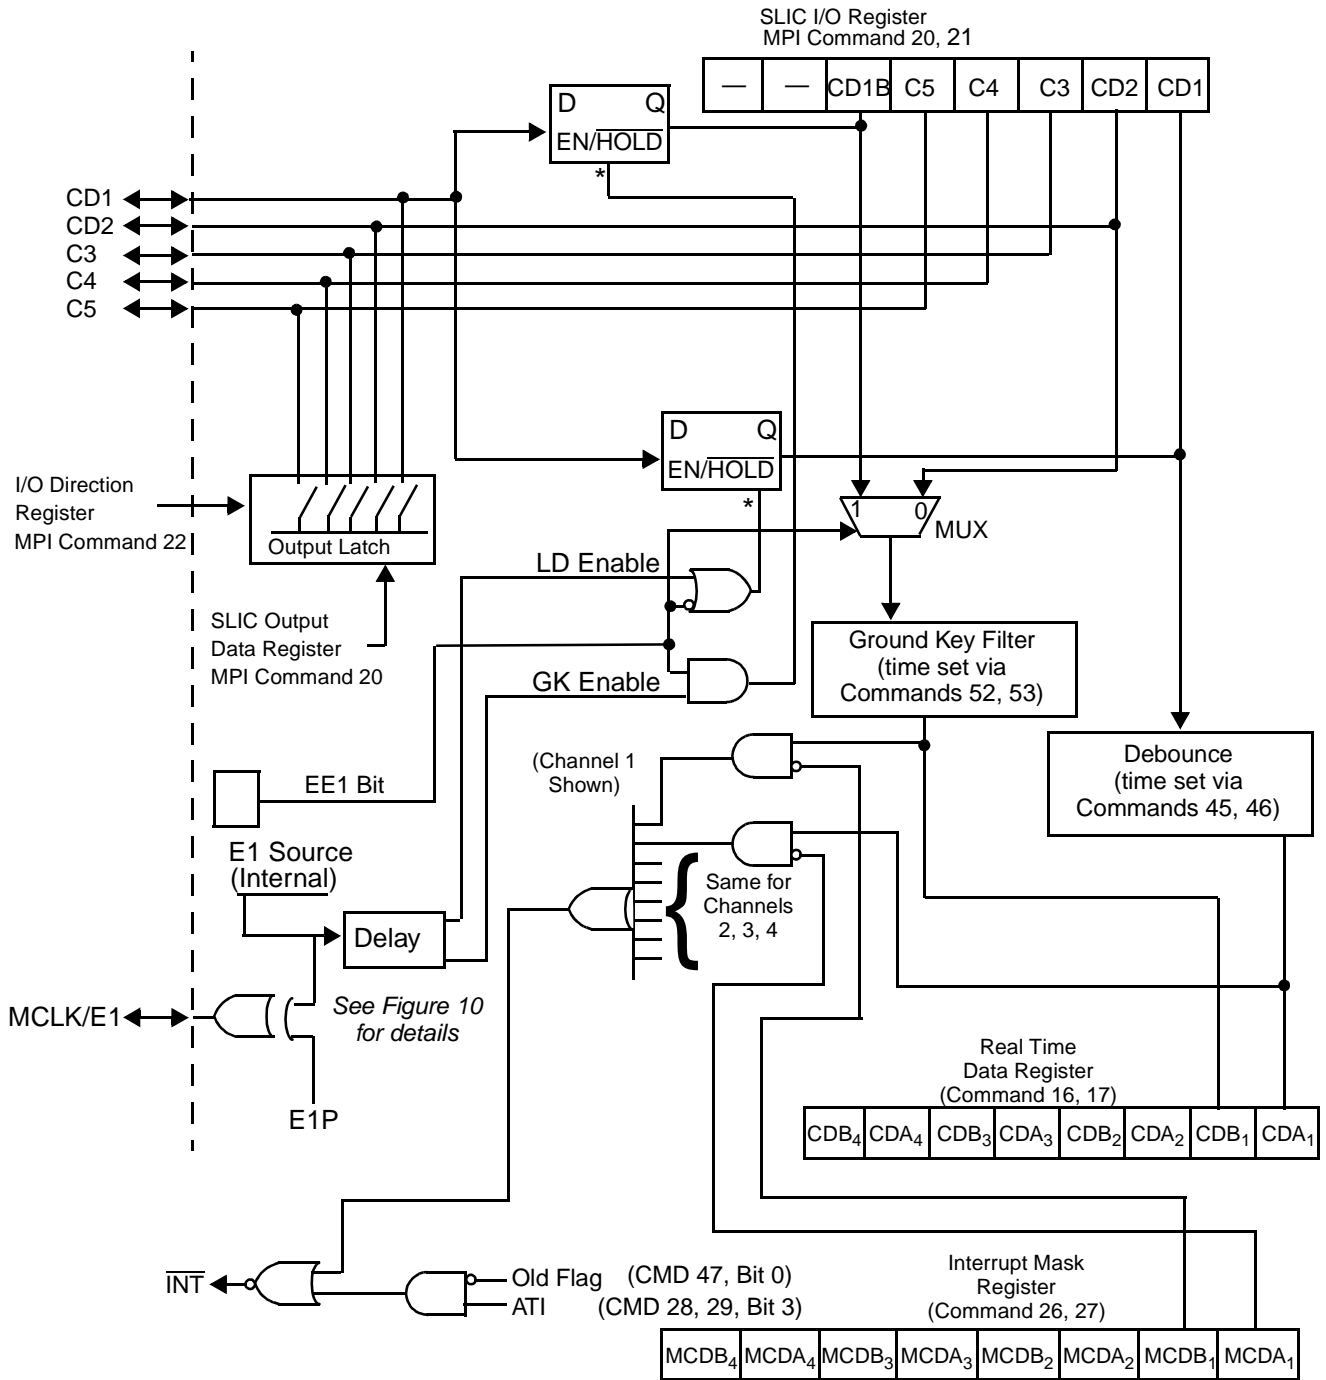 SLIC I/O Register
MPI Command 20, 21
— — CD1B C5 C4 C3 CD2 CD1
D Q
EN/HOLD
*
CD1
CD2
C3
C4
C5
D Q
EN/HOLD
*
I/O Direction
Register
MPI Command 22
Output Latch
1 0
MUX
LD Enable
SLIC Output
Data Register
MPI Command 20
GK Enable
Ground Key Filter
(time set via
Commands 52, 53)
(Channel 1
Shown)
Debounce
(time set via
Commands 45, 46)
EE1 Bit
E1 Source
(Internal)
{
Same for
Channels
2, 3, 4
Delay
See Figure 10
for details
MCLK/E1
E1P
Real Time
Data Register
(Command 16, 17)
CDB4 CDA4 CDB3 CDA3 CDB2 CDA2 CDB1 CDA1
INT
Old Flag (CMD 47, Bit 0)
ATI (CMD 28, 29, Bit 3)
Interrupt Mask
Register
(Command 26, 27)
MCDB4 MCDA4 MCDB3 MCDA3 MCDB2 MCDA2 MCDB1 MCDA1